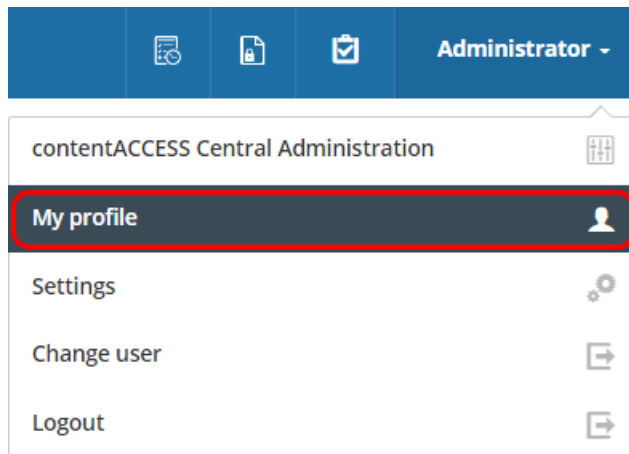 Administrator
contentACCESS Central Administration
My profile
Settings
Change user
Logout